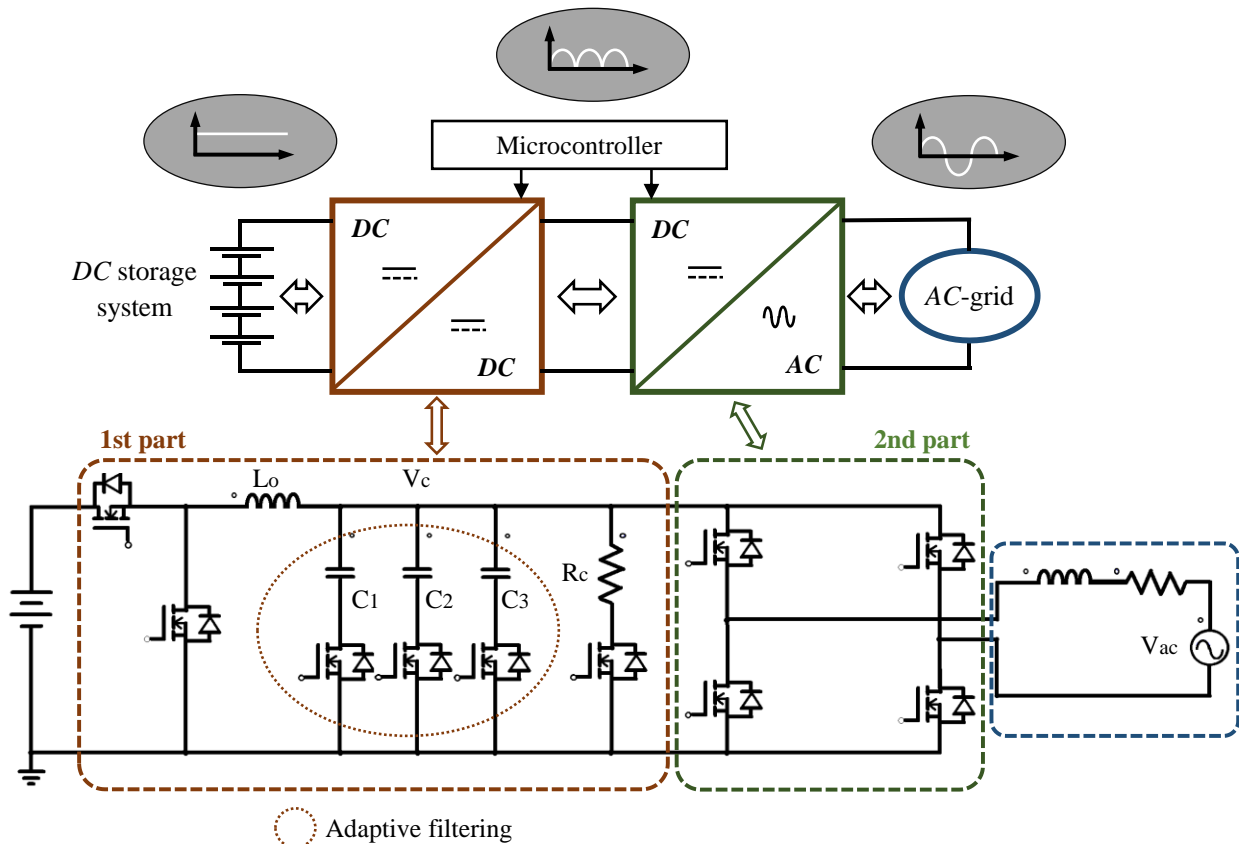 Microcontroller
DC
DC
DC storage
system
AC-grid
DC
AC
1st part
2nd part
Lo
Vc
C1
C2
C3
Rc
Vac
Adaptive filtering